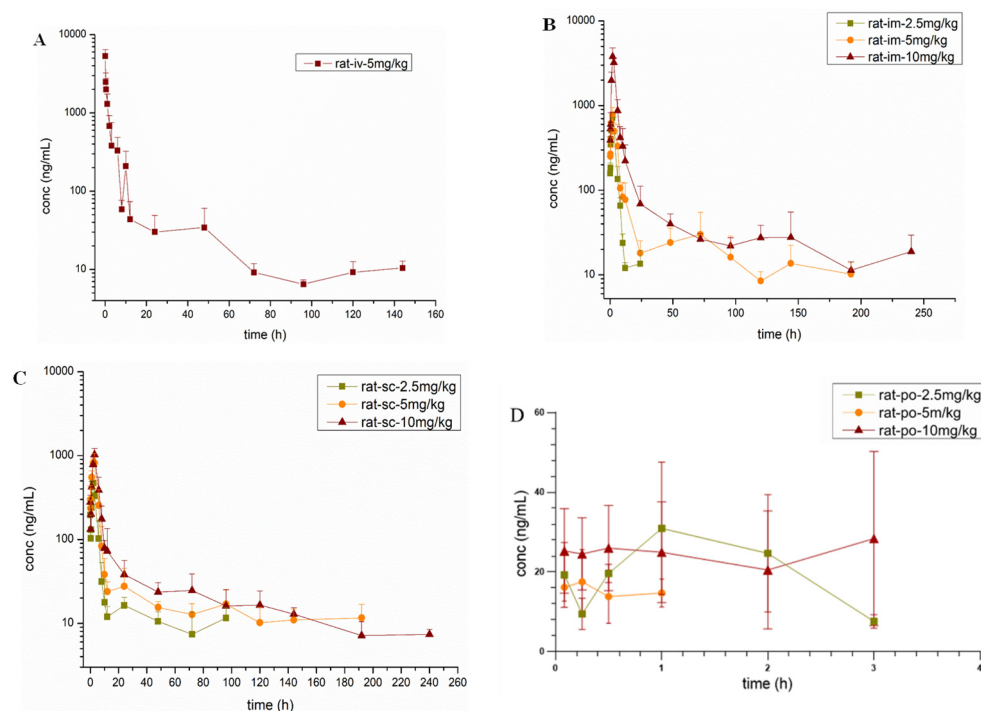 A
rat-iv-5mg/kg
10000
1000
100
10
conc (ng/mL)
0 20 40 60 80 100 120 140 160
time (h)
B
rat-im-2.5mg/kg
rat-im-5mg/kg
rat-im-10mg/kg
10000
1000
100
10
conc (ng/mL)
0 50 100 150 200 250
time (h)
C
rat-sc-2.5mg/kg
rat-sc-5mg/kg
rat-sc-10mg/kg
10000
1000
100
10
conc (ng/mL)
0 20 40 60 80 100 120 140 160 180 200 220 240 260
time (h)
D
rat-po-2.5mg/kg
rat-po-5m/kg
rat-po-10mg/kg
60
40
20
0
conc (ng/mL)
0 1 2 3 4
time (h)